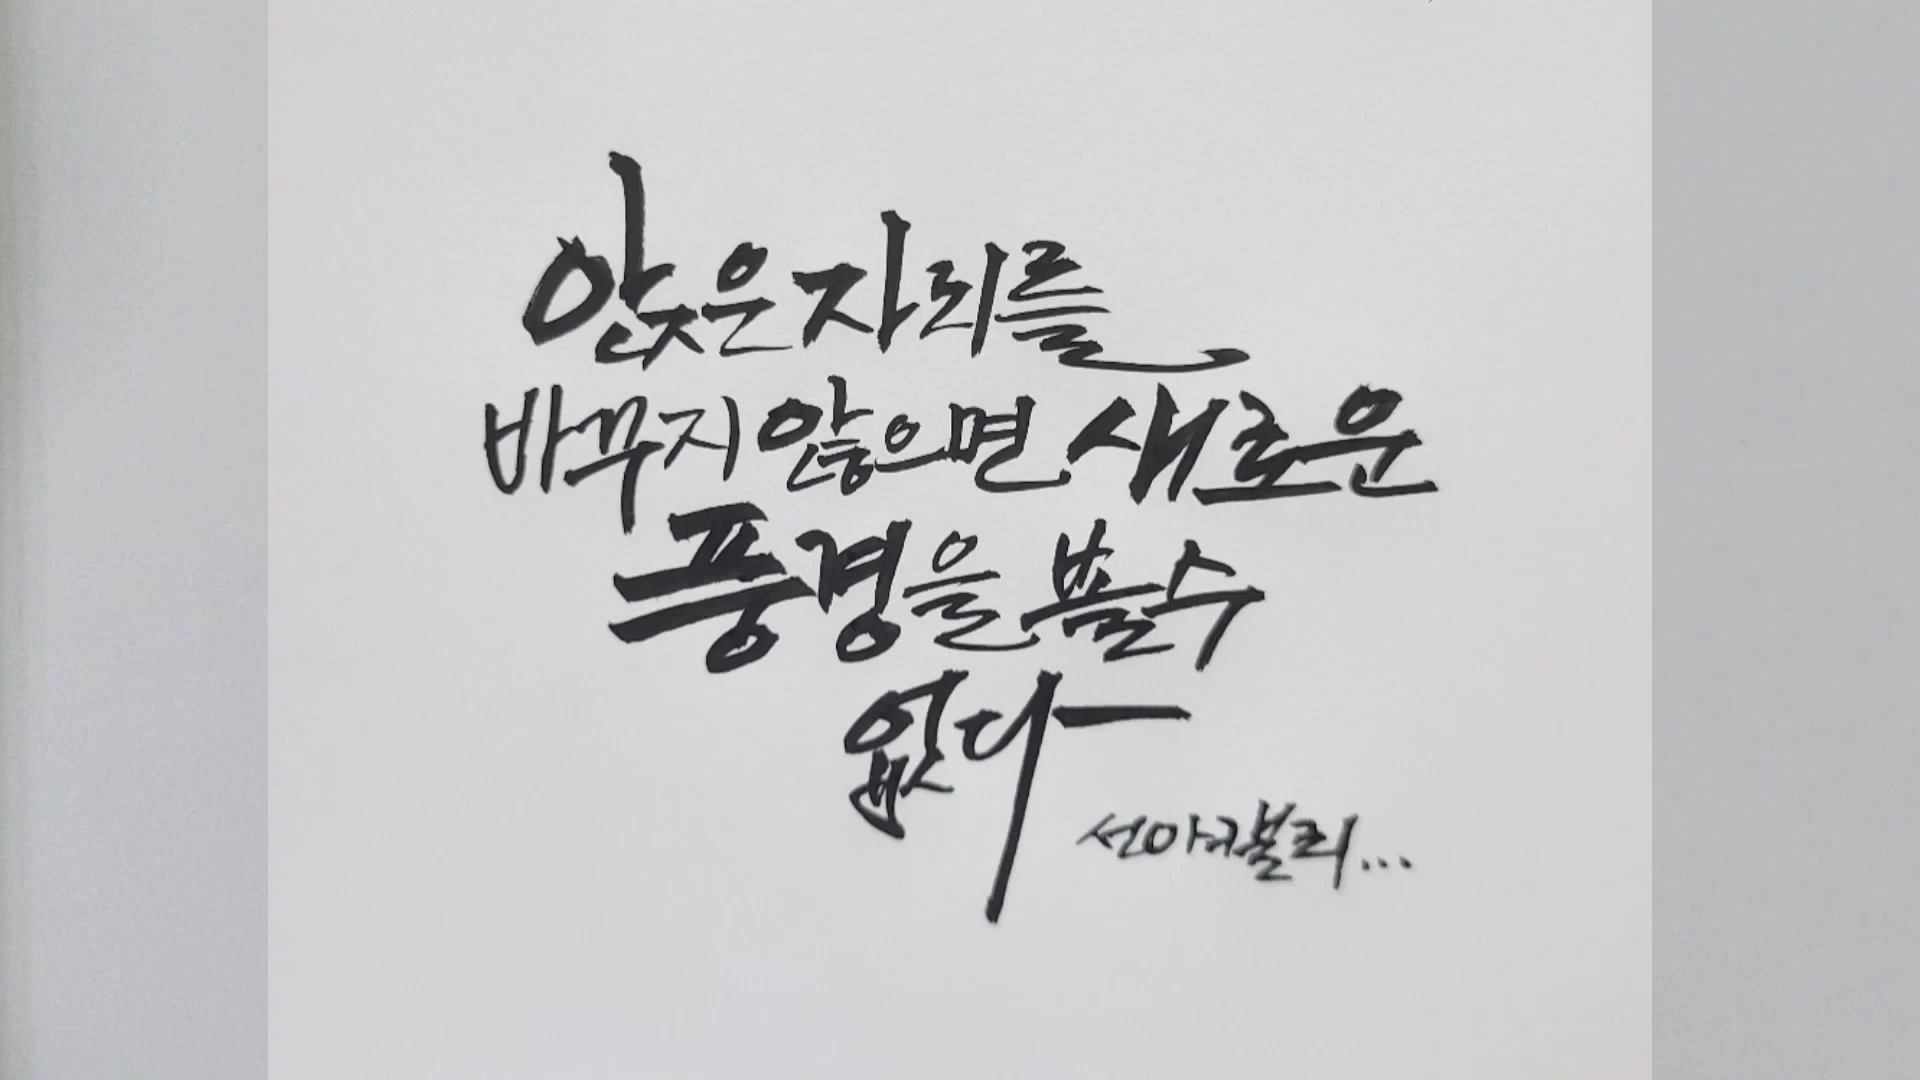 앉은 자리를
바꾸지 않으면 새로운
풍경을 볼 수
없다